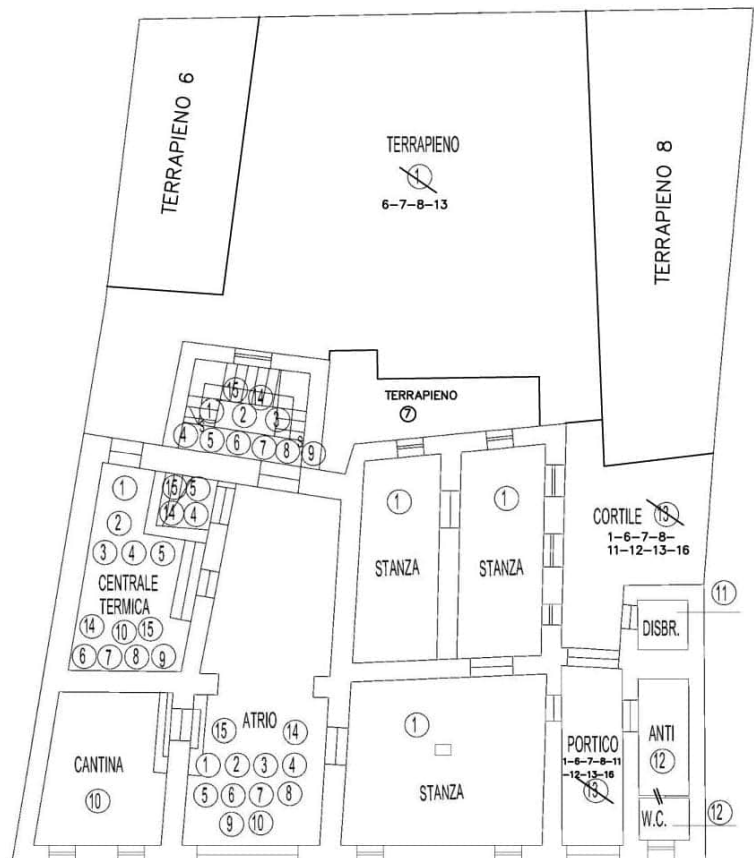 TERRAPIENO 6
TERRAPIENO
1
6-7-8-13
TERRAPIENO 8
TERRAPIENO
7
15 14
1 2 3
4 5 6 7 8 9
1
2
3 4 5
CENTRALE
TERMICA
14 10 15
6 7 8 9
15 5
14 4
1
STANZA
1
STANZA
CORTILE 13
1-6-7-8-
11-12-13-16
11
DISBR.
CANTINA
10
ATRIO
15 14
1 2 3 4
5 6 7 8
9 10
1
STANZA
PORTICO
1-6-7-8-11
-12-13-16
13
ANTI
12
W.C. 12